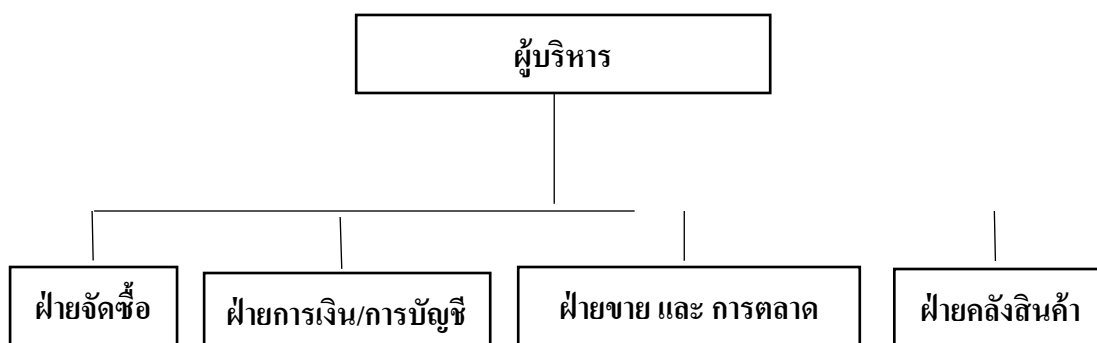 ผู้บริหาร
ฝ่ายจัดซื้อ
ฝ่ายการเงิน/การบัญชี
ฝ่ายขาย และ การตลาด
ฝ่ายคลังสินค้า